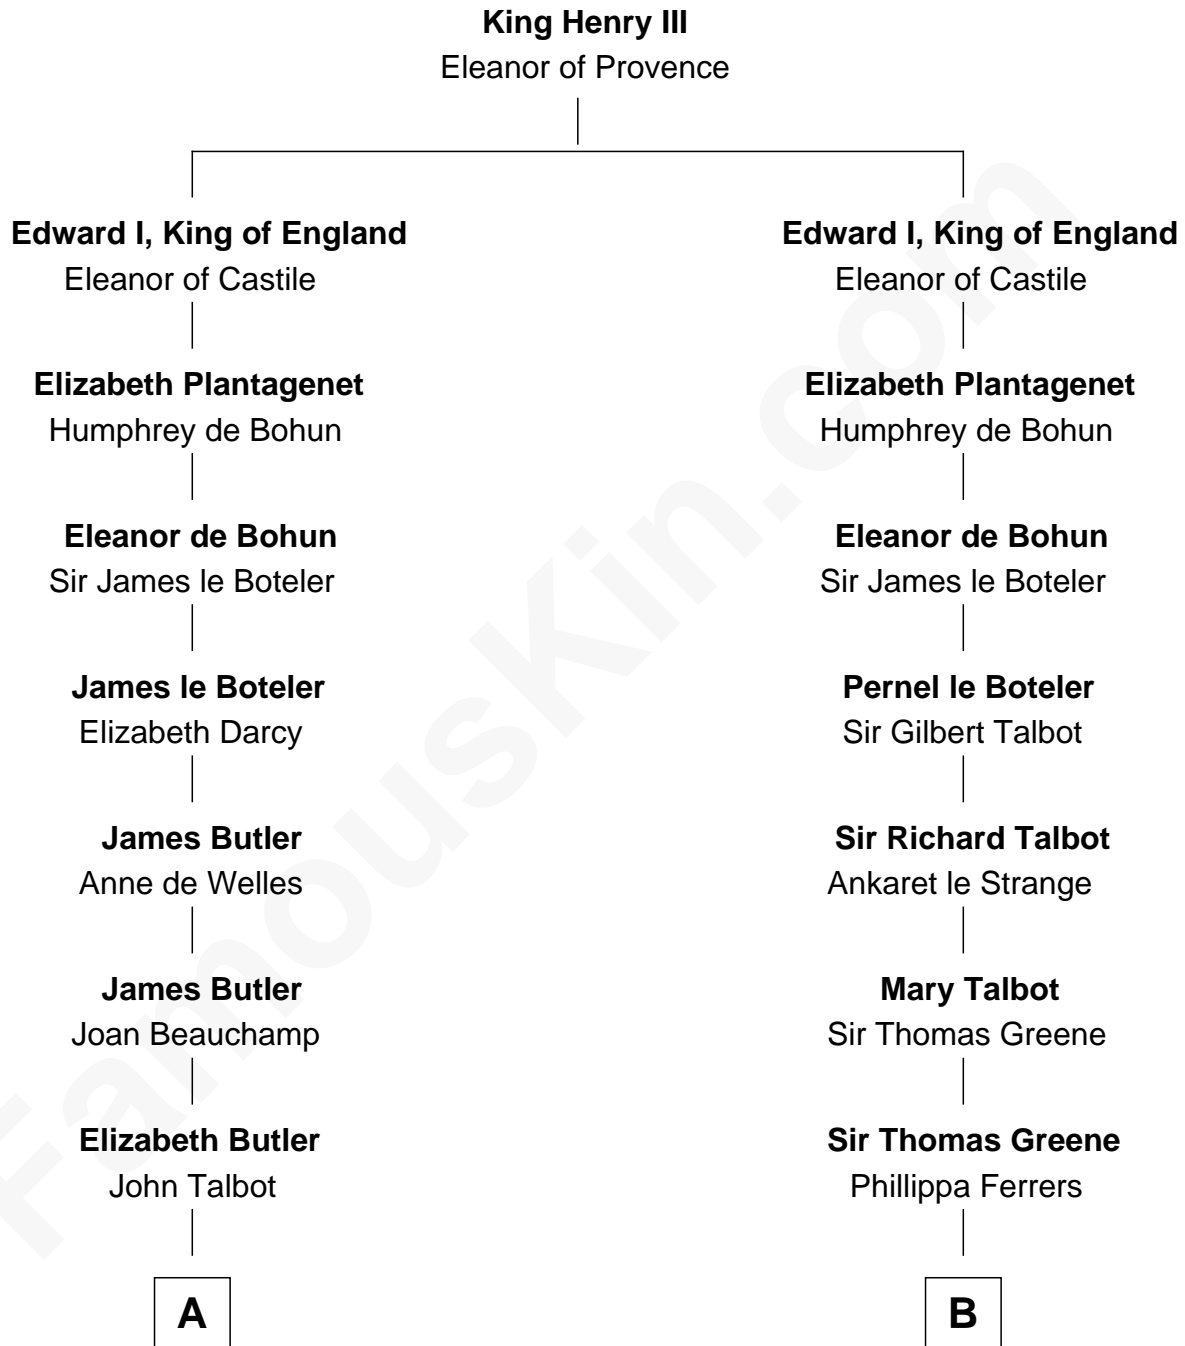 King Henry III
Eleanor of Provence
Edward I, King of England
Eleanor of Castile
Elizabeth Plantagenet
Humphrey de Bohun
Eleanor de Bohun
Sir James le Boteler
James le Boteler
Elizabeth Darcy
James Butler
Anne de Welles
James Butler
Joan Beauchamp
Elizabeth Butler
John Talbot
A
Edward I, King of England
Eleanor of Castile
Elizabeth Plantagenet
Humphrey de Bohun
Eleanor de Bohun
Sir James le Boteler
Pernel le Boteler
Sir Gilbert Talbot
Sir Richard Talbot
Ankaret le Strange
Mary Talbot
Sir Thomas Greene
Sir Thomas Greene
Phillippa Ferrers
B
FamousKin.com